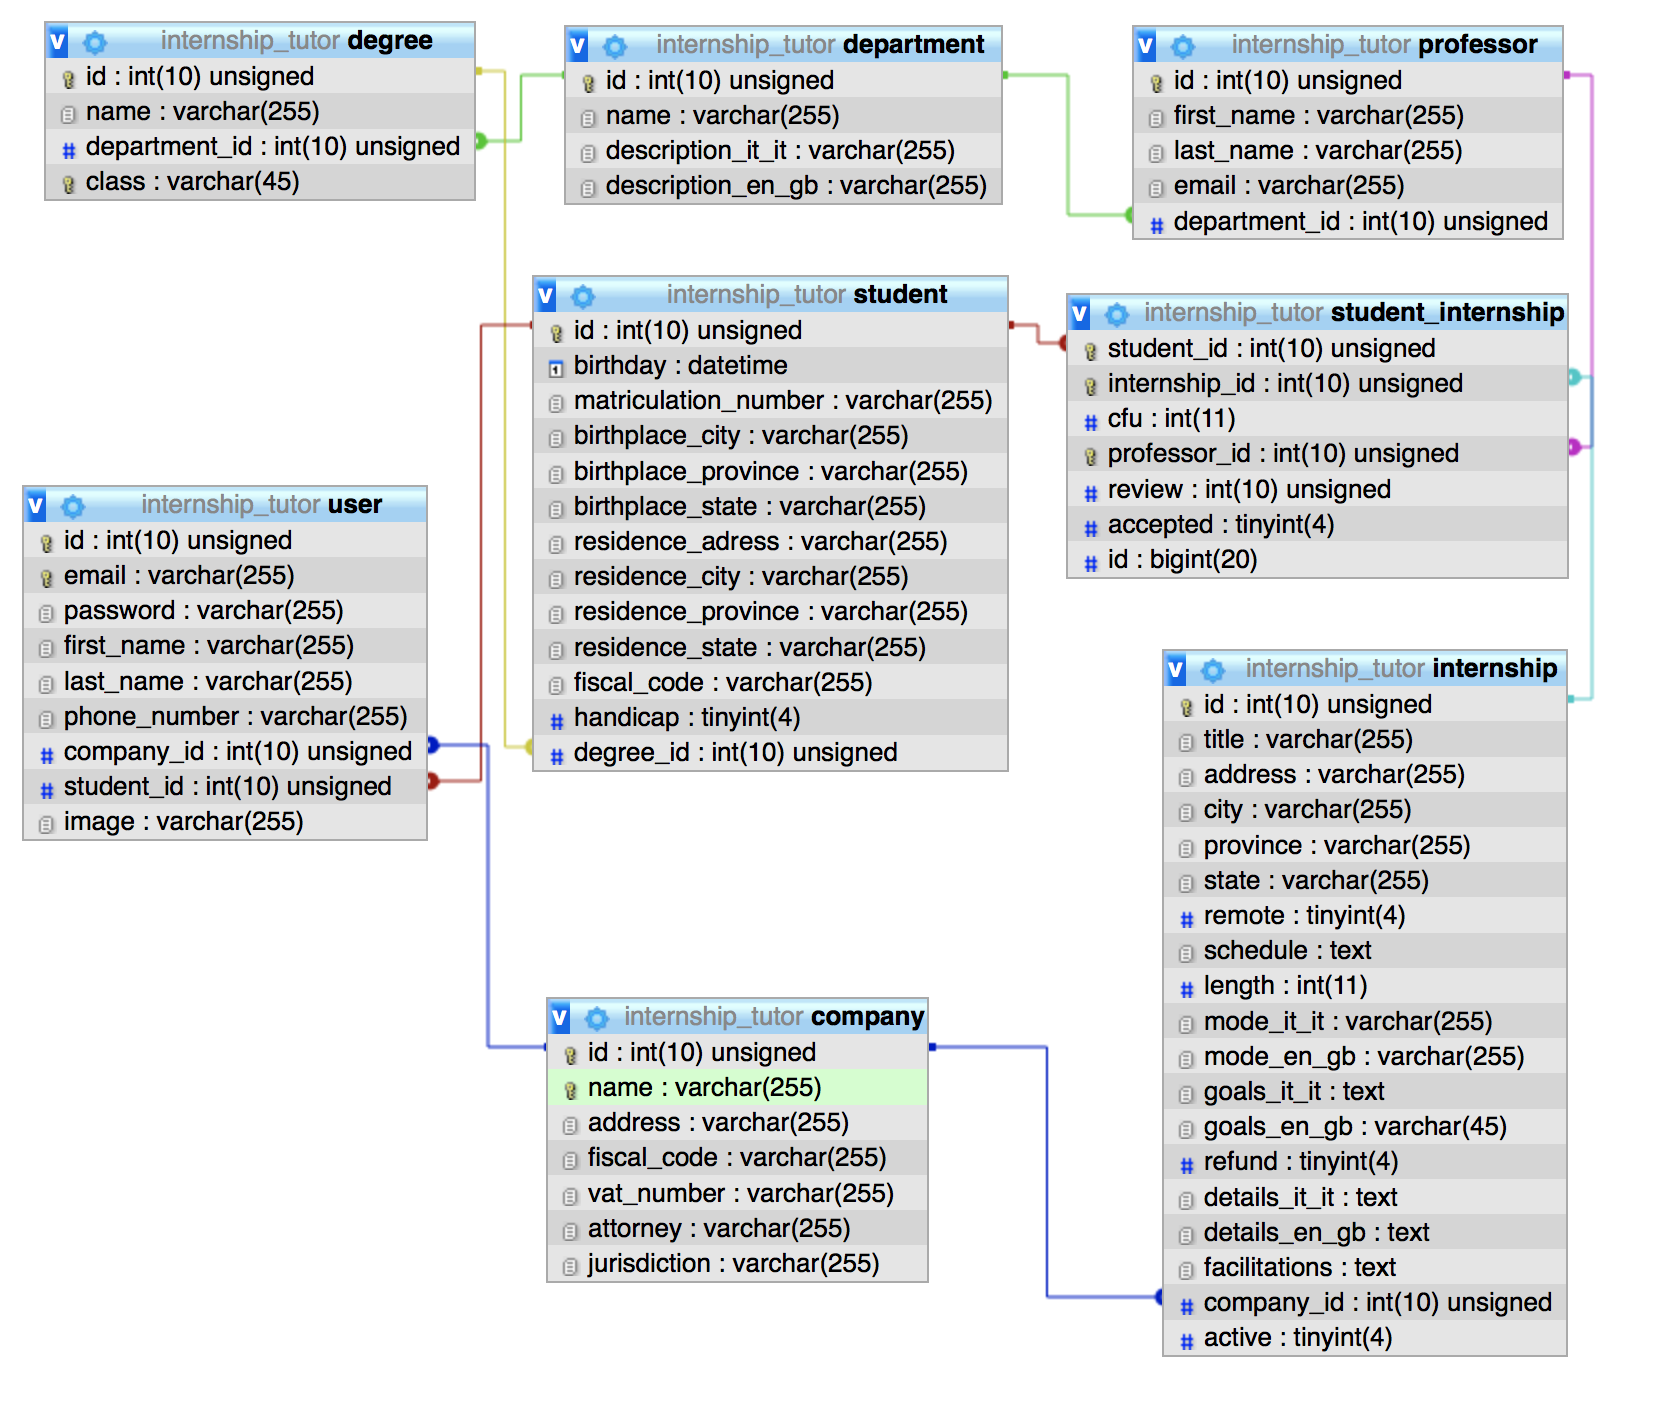 internship_tutor degree
id : int(10) unsigned
name : varchar(255)
department_id : int(10) unsigned
class : varchar(45)
internship_tutor department
id : int(10) unsigned
name : varchar(255)
description_it_it : varchar(255)
description_en_gb : varchar(255)
internship_tutor professor
id : int(10) unsigned
first_name : varchar(255)
last_name : varchar(255)
email : varchar(255)
department_id : int(10) unsigned
internship_tutor student
id : int(10) unsigned
birthday : datetime
matriculation_number : varchar(255)
birthplace_city : varchar(255)
birthplace_province : varchar(255)
birthplace_state : varchar(255)
residence_adress : varchar(255)
residence_city : varchar(255)
residence_province : varchar(255)
residence_state : varchar(255)
fiscal_code : varchar(255)
handicap : tinyint(4)
degree_id : int(10) unsigned
internship_tutor student_internship
student_id : int(10) unsigned
internship_id : int(10) unsigned
cfu : int(11)
professor_id : int(10) unsigned
review : int(10) unsigned
accepted : tinyint(4)
id : bigint(20)
internship_tutor user
id : int(10) unsigned
email : varchar(255)
password : varchar(255)
first_name : varchar(255)
last_name : varchar(255)
phone_number : varchar(255)
company_id : int(10) unsigned
student_id : int(10) unsigned
image : varchar(255)
internship_tutor internship
id : int(10) unsigned
title : varchar(255)
address : varchar(255)
city : varchar(255)
province : varchar(255)
state : varchar(255)
remote : tinyint(4)
schedule : text
length : int(11)
mode_it_it : varchar(255)
mode_en_gb : varchar(255)
goals_it_it : text
goals_en_gb : varchar(45)
refund : tinyint(4)
details_it_it : text
details_en_gb : text
facilitations : text
company_id : int(10) unsigned
active : tinyint(4)
internship_tutor company
id : int(10) unsigned
name : varchar(255)
address : varchar(255)
fiscal_code : varchar(255)
vat_number : varchar(255)
attorney : varchar(255)
jurisdiction : varchar(255)